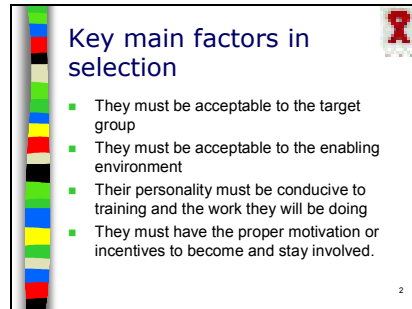 Key main factors in
selection
They must be acceptable to the target
group
They must be acceptable to the enabling
environment
Their personality must be conducive to
training and the work they will be doing
They must have the proper motivation or
incentives to become and stay involved.
2